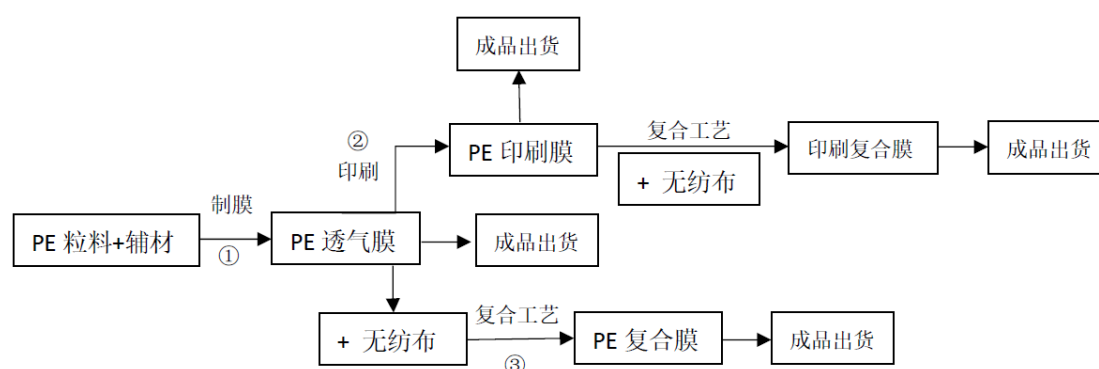 成品出货
②
印刷
PE 印刷膜
复合工艺
+ 无纺布
印刷复合膜
成品出货
PE 粒料+辅材
制膜
①
PE 透气膜
成品出货
+ 无纺布
复合工艺
③
PE 复合膜
成品出货